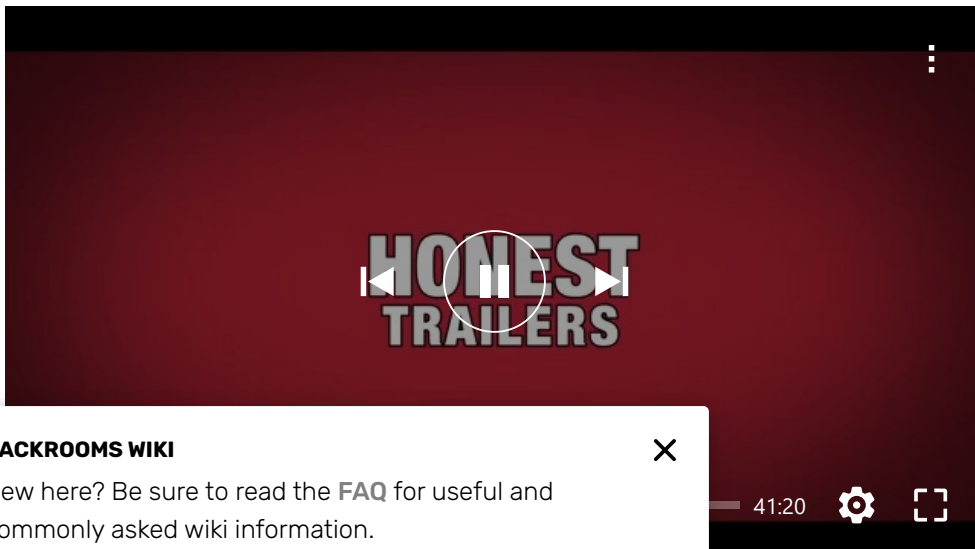 HONEST
TRAILERS
ACKROOMS WIKI
ew here? Be sure to read the FAQ for useful and
ommonly asked wiki information.
41:20